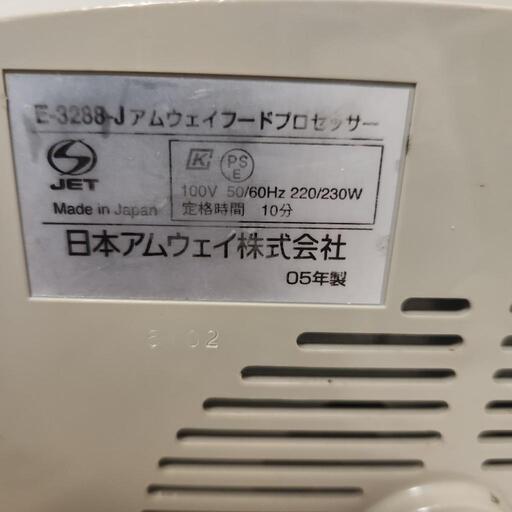 E-3288-Jアムウェイフードプロセッサー
JET
K PS E
100V 50/60Hz 220/230W
Made in Japan
定格時間 10分
日本アムウェイ株式会社
05年製
02